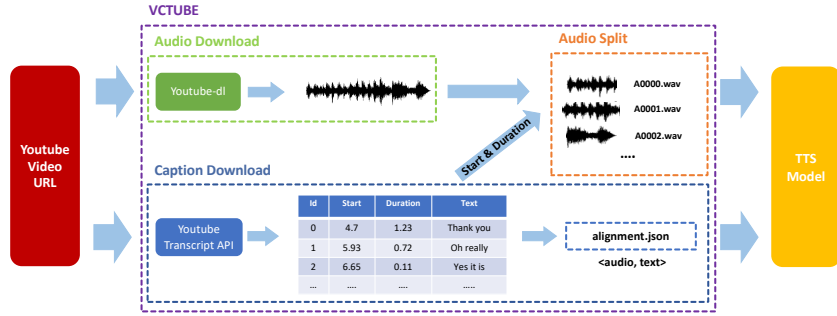 VCTUBE
Audio Download
Audio Split
Youtube-dl
A0000.wav
A0001.wav
A0002.wav
....
Start & Duration
Youtube
Video
URL
TTS
Model
Caption Download
Youtube
Transcript API
Id Start Duration Text
0 4.7 1.23 Thank you
1 5.93 0.72 Oh really
2 6.65 0.11 Yes it is
... .... .... .....
alignment.json
<audio, text>